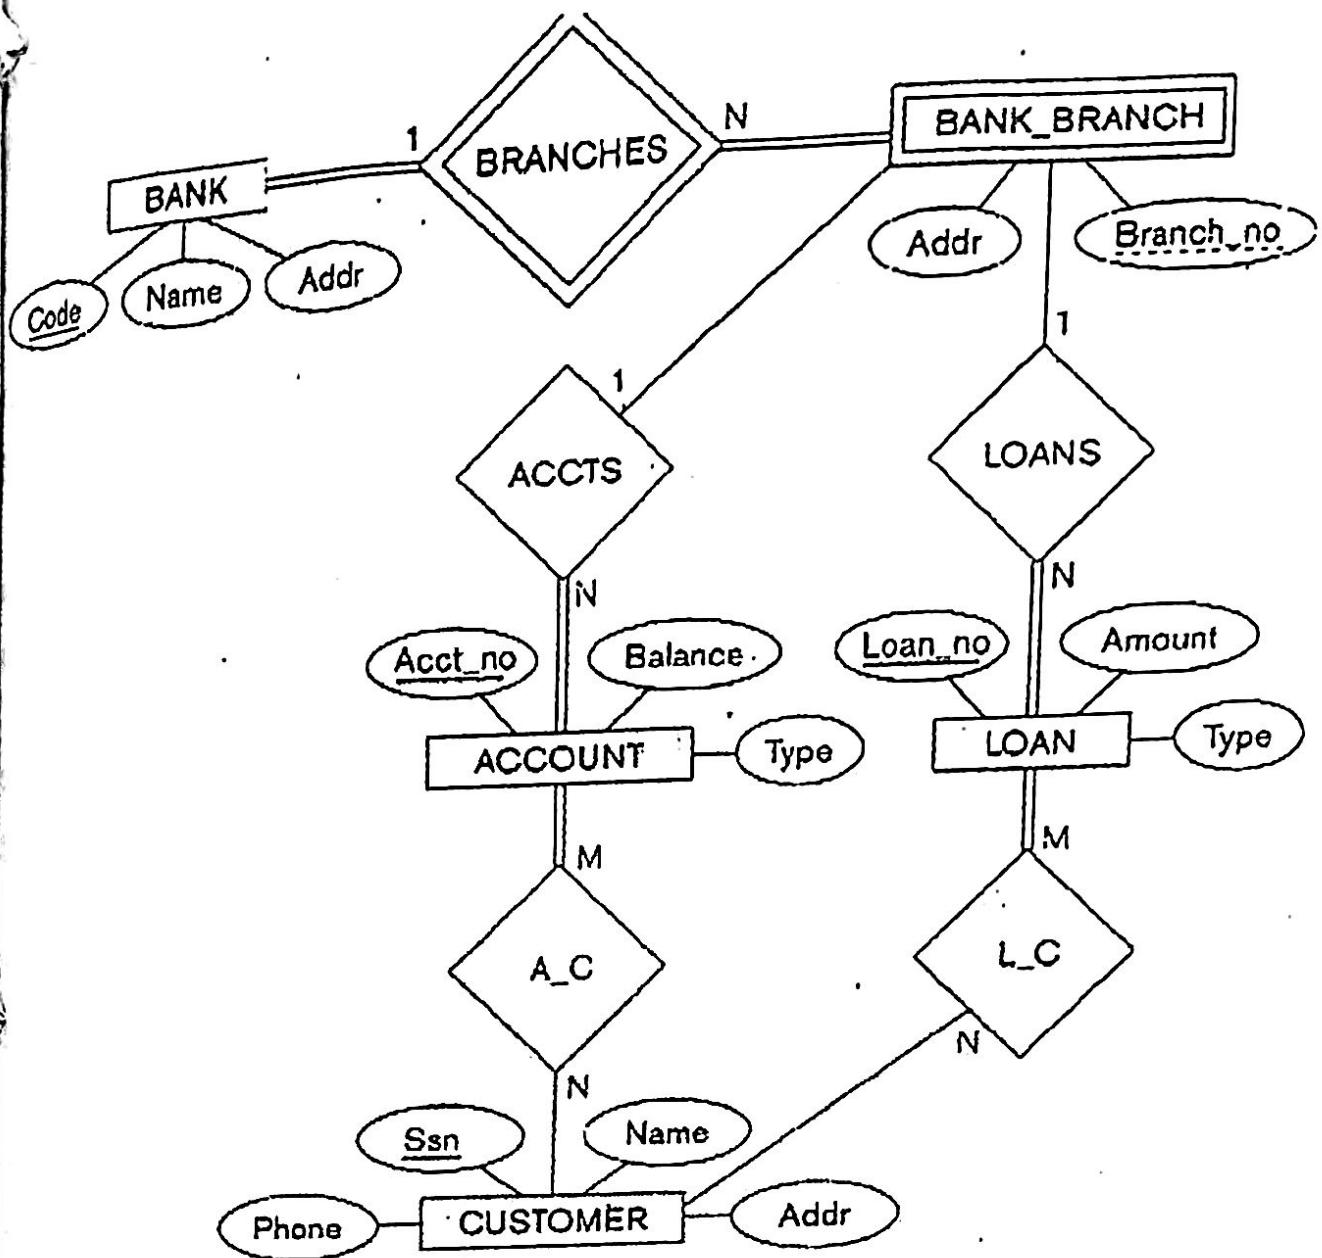 BRANCHES
1
N
BANK_BRANCH
BANK
Code
Name
Addr
Addr
Branch_no
1
1
ACCTS
LOANS
N
N
Acct_no
Balance
Loan_no
Amount
ACCOUNT
Type
LOAN
Type
M
M
A_C
L_C
N
N
Ssn
Name
Phone
CUSTOMER
Addr